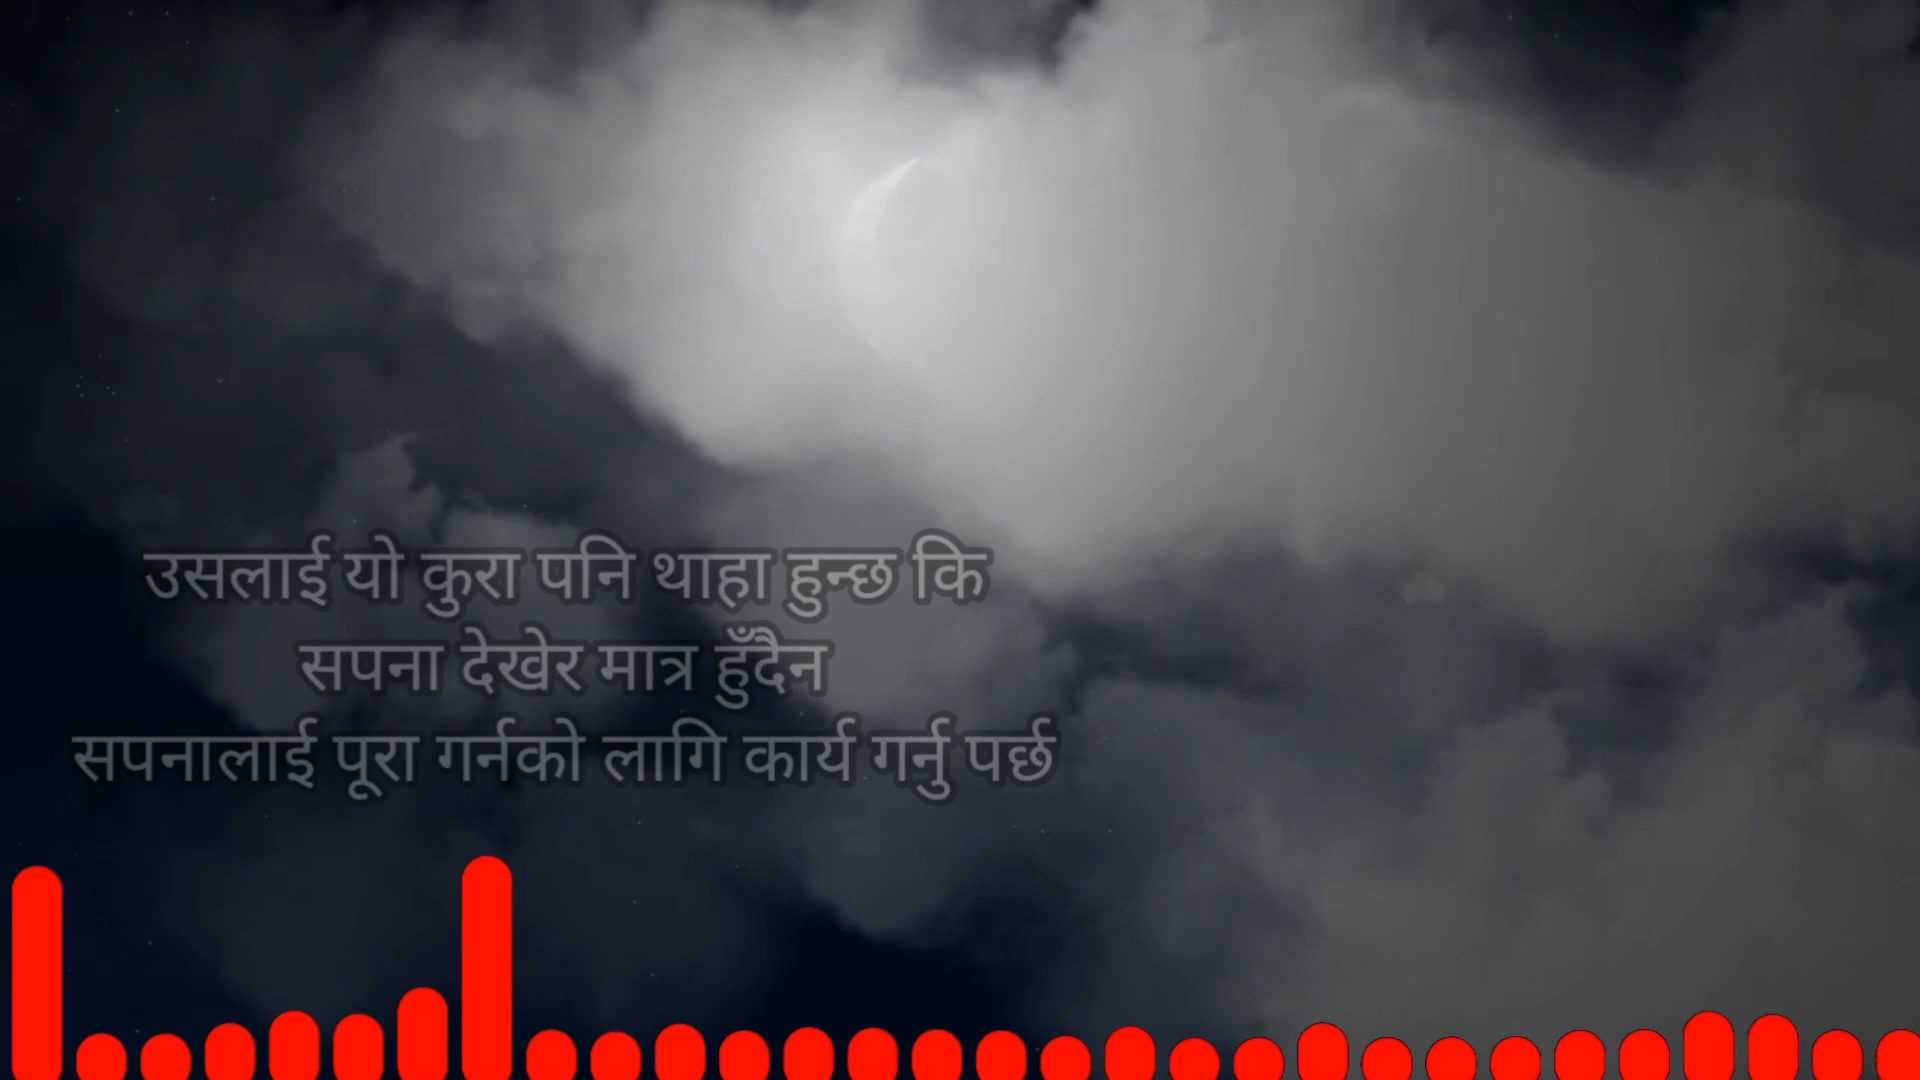 उसलाई यो कुरा पनि थाहा हुन्छ कि
सपना देखेर मात्र हुँदैन
सपनालाई पूरा गर्नको लागि कार्य गर्नु पर्छ